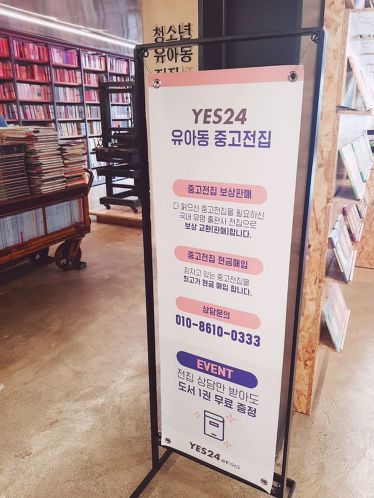 청소년
유아동
YES24
유아동 중고전집
중고전집 보상판매
다 읽으신 중고전집을 필요하신
국내 유명 출판사 전집으로
보상 교환(판매)합니다.
중고전집 현금매입
잠자고 있는 중고전집을
최고가 현금 매입 합니다.
상담문의
010-8610-0333
EVENT
전집 상담만 받아도
도서 1권 무료 증정
YES24